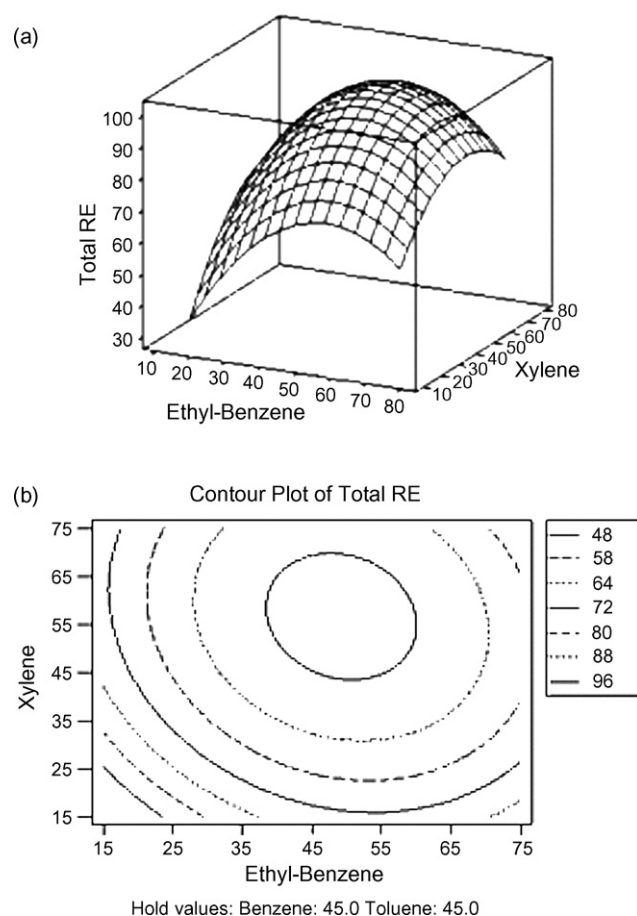 (a)
100
90
80
70
60
50
40
30
Total RE
10 20 30 40 50 60 70 80
Ethyl-Benzene
10 20 30 40 50 60 70 80
Xylene
(b)
Contour Plot of Total RE
75
65
55
45
35
25
15
Xylene
15 25 35 45 55 65 75
Ethyl-Benzene
48
58
64
72
80
88
96
Hold values: Benzene: 45.0 Toluene: 45.0